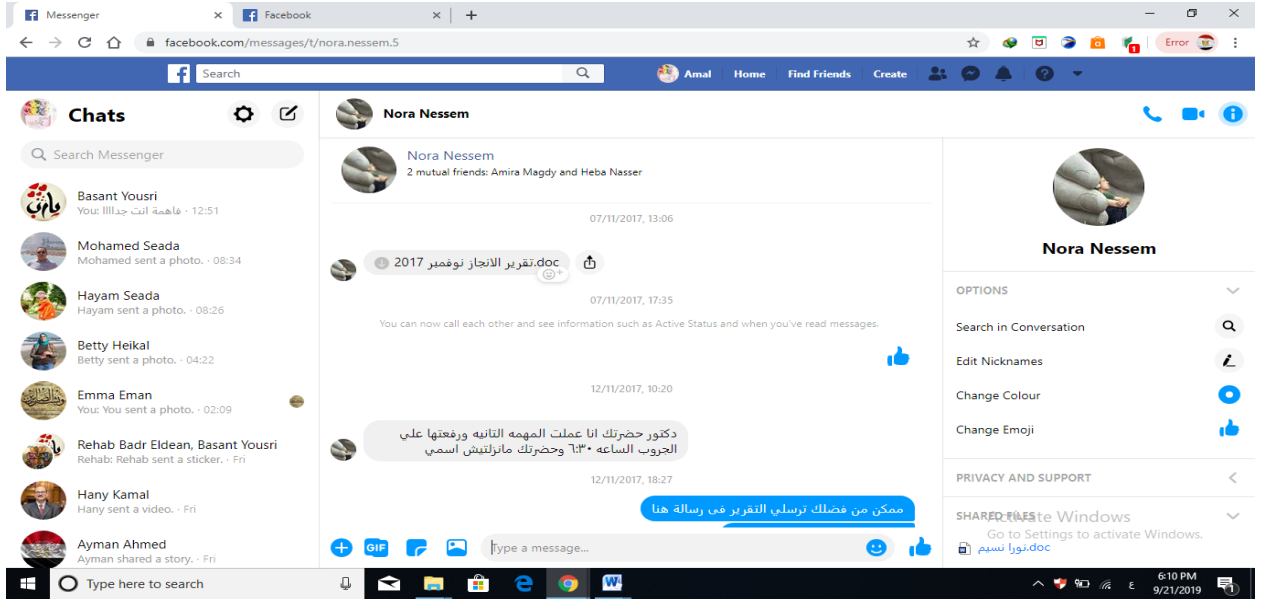 Messenger
Facebook
facebook.com/messages/t/nora.nessem.5
Error
Search
Amal
Home
Find Friends
Create
Chats
Search Messenger
Basant Yousri
You: فاهمة انت جداااا · 12:51
Mohamed Seada
Mohamed sent a photo. · 08:34
Hayam Seada
Hayam sent a photo. · 08:26
Betty Heikal
Betty sent a photo. · 04:22
Emma Eman
You: You sent a photo. · 02:09
Rehab Badr Eldean, Basant Yousri
Rehab: Rehab sent a sticker. · Fri
Hany Kamal
Hany sent a video. · Fri
Ayman Ahmed
Ayman shared a story. · Fri
Nora Nessem
Nora Nessem
2 mutual friends: Amira Magdy and Heba Nasser
07/11/2017, 13:06
تقرير الانجاز نوفمبر 2017.doc
07/11/2017, 17:35
You can now call each other and see information such as Active Status and when you've read messages.
12/11/2017, 10:20
دكتور حضرتك انا عملت المهمه التانيه ورفعتها علي
الجروب الساعه ٦:٣٠ وحضرتك مانزلتيش اسمي
12/11/2017, 18:27
ممكن من فضلك ترسلي التقرير فى رسالة هنا
GIF
Type a message...
Nora Nessem
OPTIONS
Search in Conversation
Edit Nicknames
Change Colour
Change Emoji
PRIVACY AND SUPPORT
SHARED FILES
Activate Windows
Go to Settings to activate Windows.
نورا نسيم.doc
Type here to search
ع
6:10 PM
9/21/2019